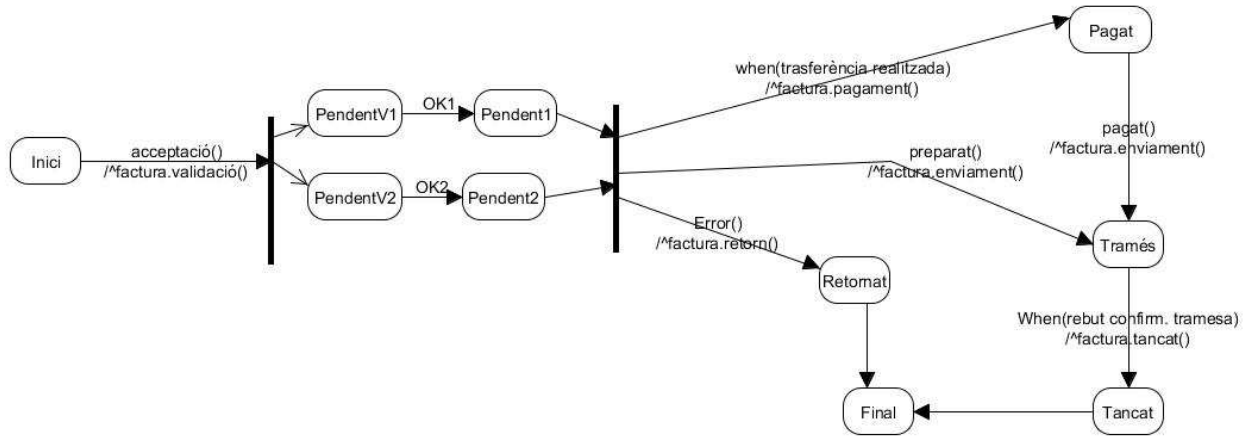 Pagat
when(trasferència realitzada)
/^factura.pagament()
PendentV1
OK1
Pendent1
pagat()
/^factura.enviament()
Inici
acceptació()
/^factura.validació()
preparat()
/^factura.enviament()
PendentV2
OK2
Pendent2
Error()
/^factura.retorn()
Tramés
Retornat
When(rebut confirm. tramesa)
/^factura.tancat()
Final
Tancat